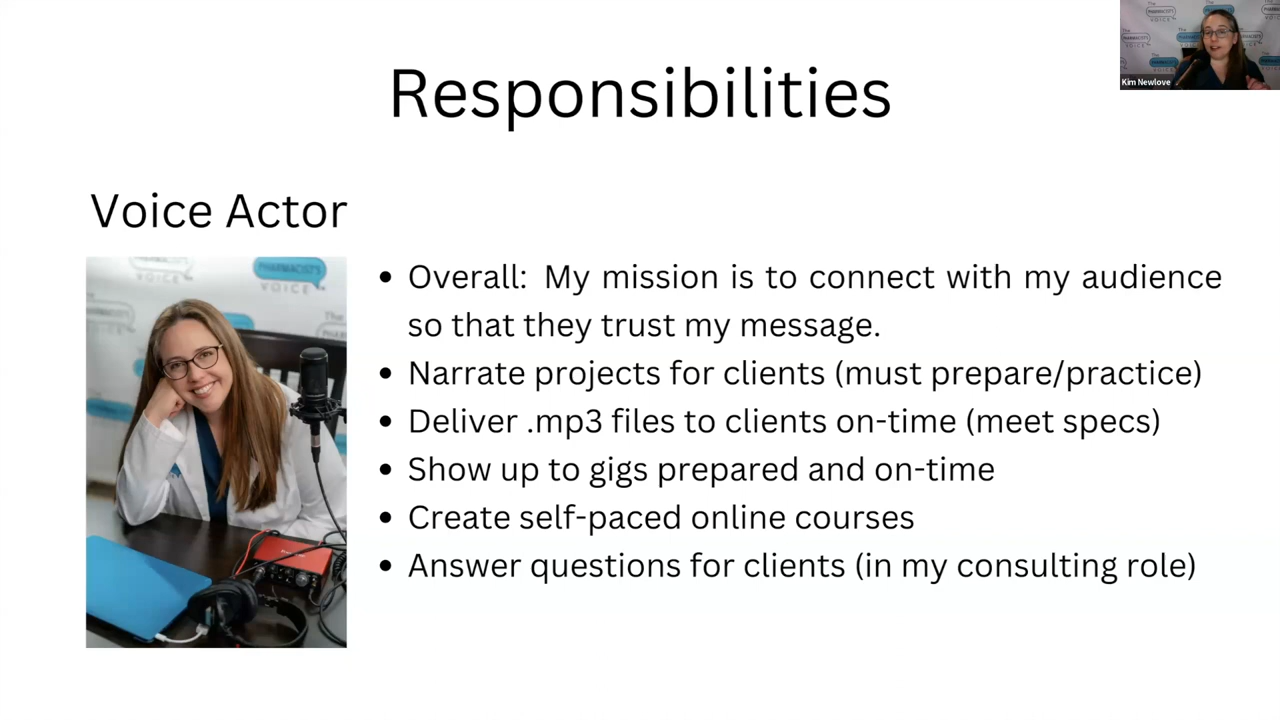 Responsibilities
Kim Newlove
Voice Actor
PHARMACIST'S
VOICE
• Overall: My mission is to connect with my audience
so that they trust my message.
• Narrate projects for clients (must prepare/practice)
• Deliver .mp3 files to clients on-time (meet specs)
• Show up to gigs prepared and on-time
• Create self-paced online courses
• Answer questions for clients (in my consulting role)